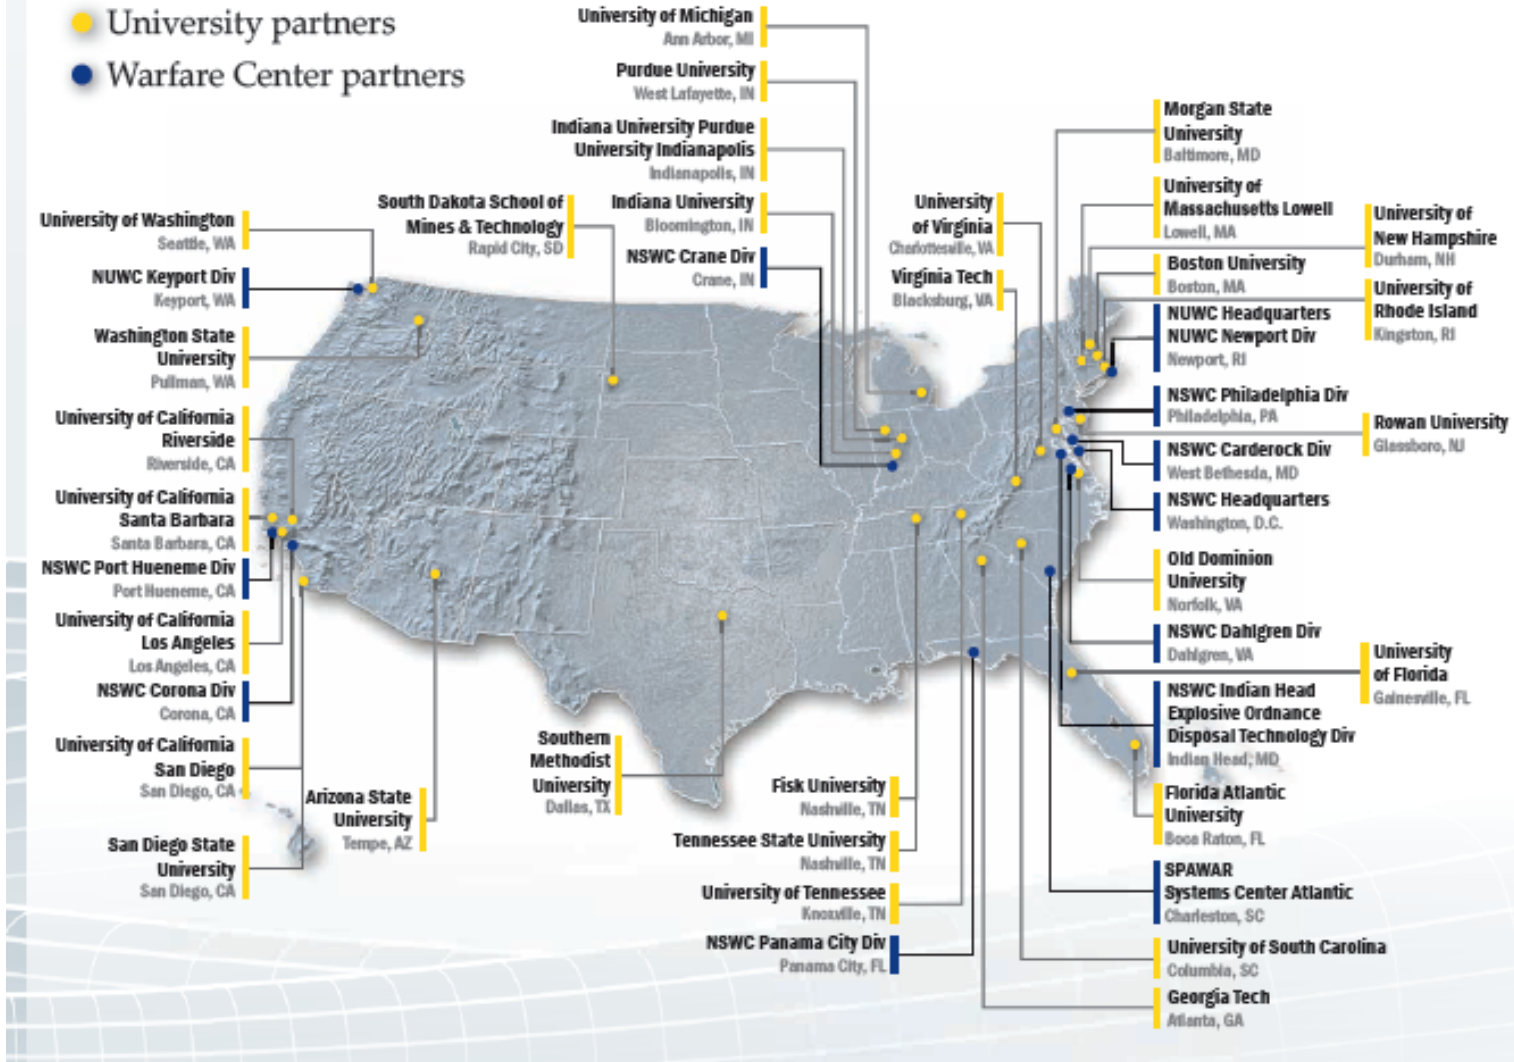 University partners
Warfare Center partners
University of Michigan
Ann Arbor, MI
Purdue University
West Lafayette, IN
Indiana University Purdue
University Indianapolis
Indianapolis, IN
Indiana University
Bloomington, IN
NSWC Crane Div
Crane, IN
South Dakota School of
Mines & Technology
Rapid City, SD
University of Washington
Seattle, WA
NUWC Keyport Div
Keyport, WA
Washington State
University
Pullman, WA
University of California
Riverside
Riverside, CA
University of California
Santa Barbara
Santa Barbara, CA
NSWC Port Hueneme Div
Port Hueneme, CA
University of California
Los Angeles
Los Angeles, CA
NSWC Corona Div
Corona, CA
University of California
San Diego
San Diego, CA
San Diego State
University
San Diego, CA
Arizona State
University
Tempe, AZ
Southern
Methodist
University
Dallas, TX
Fisk University
Nashville, TN
Tennessee State University
Nashville, TN
University of Tennessee
Knoxville, TN
NSWC Panama City Div
Panama City, FL
University
of Virginia
Charlottesville, VA
Virginia Tech
Blacksburg, VA
Morgan State
University
Baltimore, MD
University of
Massachusetts Lowell
Lowell, MA
University of
New Hampshire
Durham, NH
Boston University
Boston, MA
University of
Rhode Island
Kingston, RI
NUWC Headquarters
NUWC Newport Div
Newport, RI
NSWC Philadelphia Div
Philadelphia, PA
Rowan University
Glassboro, NJ
NSWC Carderock Div
West Bethesda, MD
NSWC Headquarters
Washington, D.C.
Old Dominion
University
Norfolk, VA
NSWC Dahlgren Div
Dahlgren, VA
University
of Florida
Gainesville, FL
NSWC Indian Head
Explosive Ordnance
Disposal Technology Div
Indian Head, MD
Florida Atlantic
University
Boca Raton, FL
SPAWAR
Systems Center Atlantic
Charleston, SC
University of South Carolina
Columbia, SC
Georgia Tech
Atlanta, GA